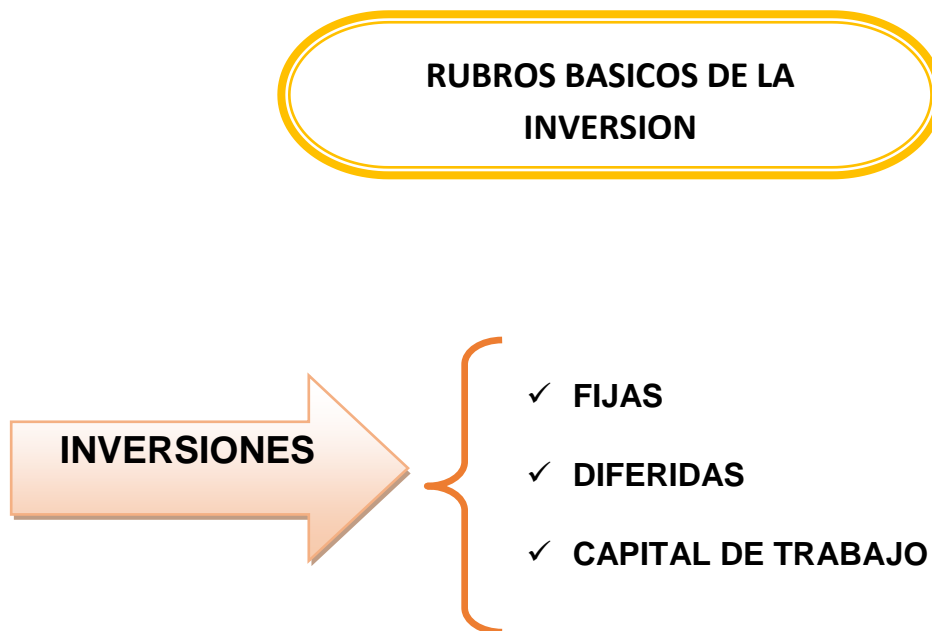 RUBROS BASICOS DE LA
INVERSION
INVERSIONES
✓ FIJAS
✓ DIFERIDAS
✓ CAPITAL DE TRABAJO